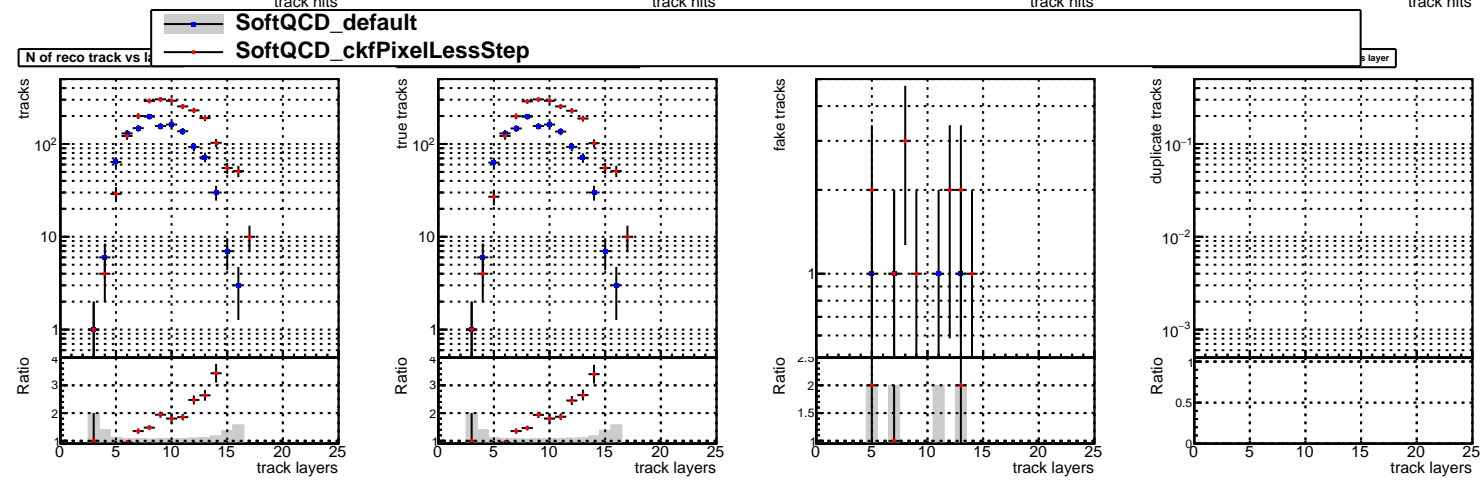 track hits track hits track hits track hits
SoftQCD_default
SoftQCD_ckfPixelLessStep
N of reco track vs la
s layer
tracks
10²
10
1
Ratio
4
3
2
1
0 5 10 15 20 25
track layers
true tracks
10²
10
1
Ratio
4
3
2
1
0 5 10 15 20 25
track layers
fake tracks
1
Ratio
2.5
2
1.5
1
0 5 10 15 20 25
track layers
duplicate tracks
10⁻¹
10⁻²
10⁻³
Ratio
1
0.5
0
0 5 10 15 20 25
track layers